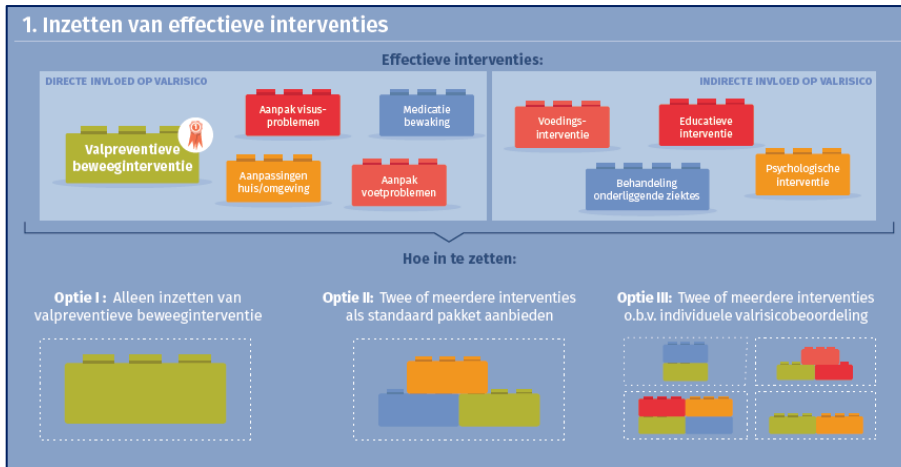 1. Inzetten van effectieve interventies
Effectieve interventies:
DIRECTE INVLOED OP VALRISICO
Valpreventieve
beweeginterventie
Aanpak visus-
problemen
Medicatie
bewaking
Aanpassingen
huis/omgeving
Aanpak
voetproblemen
INDIRECTE INVLOED OP VALRISICO
Voedings-
interventie
Educatieve
interventie
Behandeling
onderliggende ziektes
Psychologische
interventie
Hoe in te zetten:
Optie I : Alleen inzetten van
valpreventieve beweeginterventie
Optie II: Twee of meerdere interventies
als standaard pakket aanbieden
Optie III: Twee of meerdere interventies
o.b.v. individuele valrisicobeoordeling